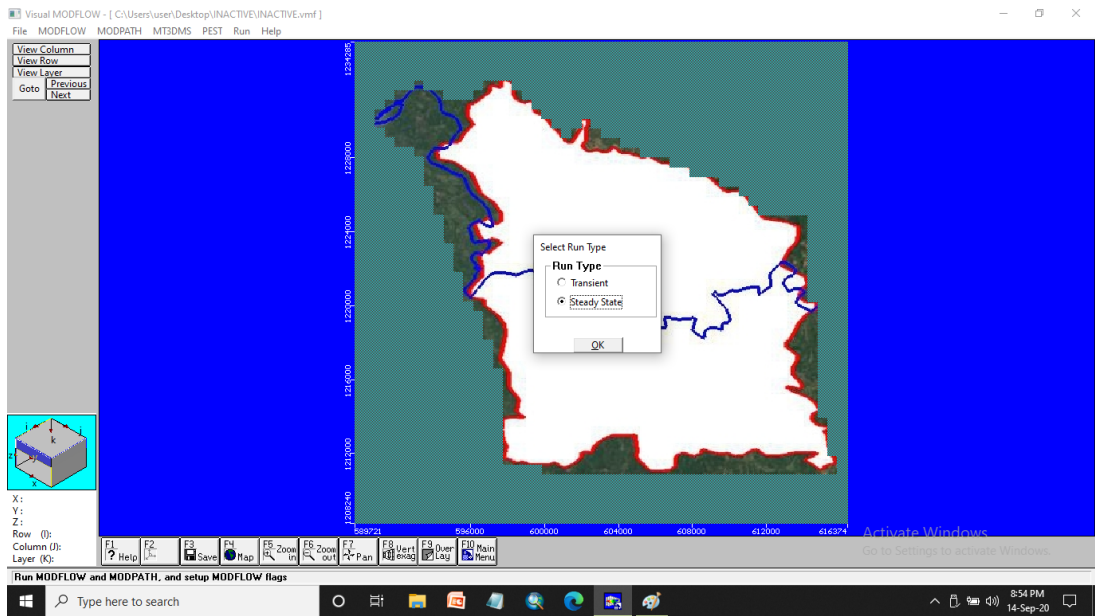 Visual MODFLOW - [ C:\Users\user\Desktop\INACTIVE\INACTIVE.vmf ]
File MODFLOW MODPATH MT3DMS PEST Run Help
View Column
View Row
View Layer
Goto Previous
Next
1234285
1228000
1224000
1220000
1216000
1212000
1208240
589721 596000 600000 604000 608000 612000 616374
Select Run Type
Run Type
Transient
Steady State
OK
X :
Y :
Z :
Row (I):
Column (J):
Layer (K):
F1 ? Help F2 F3 Save F4 Map F5 Zoom in F6 Zoom out F7 Pan F8 Vert exag F9 Over Lay F10 Main Menu
Run MODFLOW and MODPATH, and setup MODFLOW flags
Activate Windows
Go to Settings to activate Windows.
Type here to search
8:54 PM
14-Sep-20